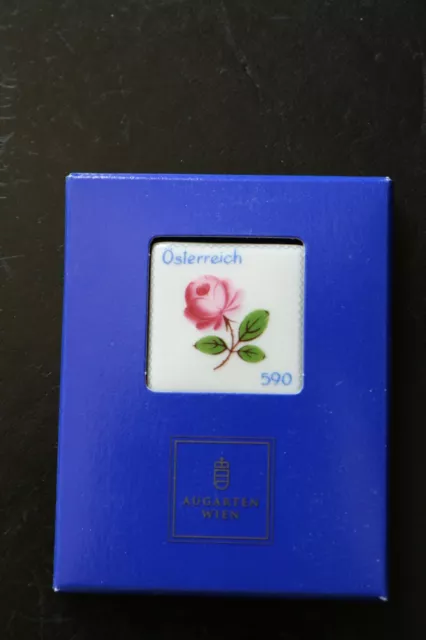 Österreich
590
AUGARTEN
WIEN